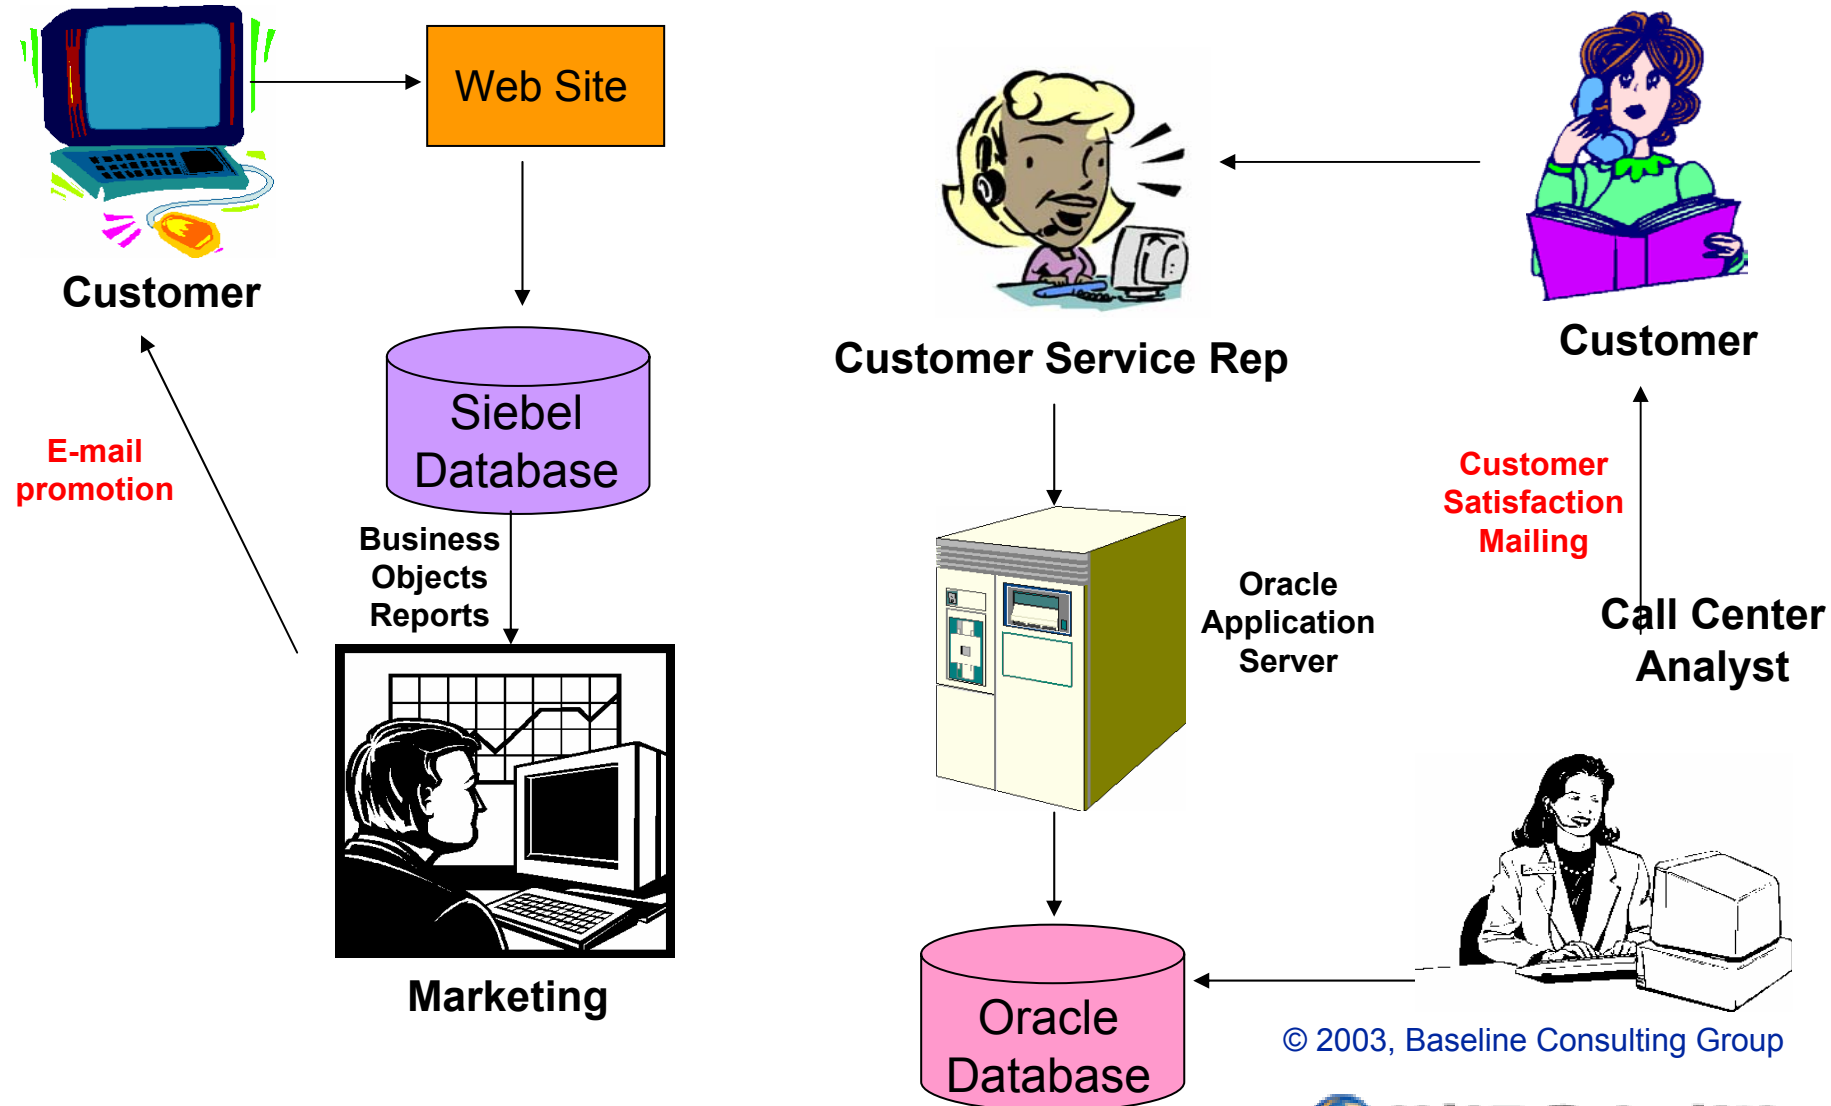 Web Site
Customer
Siebel
Database
E-mail
promotion
Business
Objects
Reports
Marketing
Customer Service Rep
Customer
Customer
Satisfaction
Mailing
Oracle
Application
Server
Call Center
Analyst
Oracle
Database
© 2003, Baseline Consulting Group